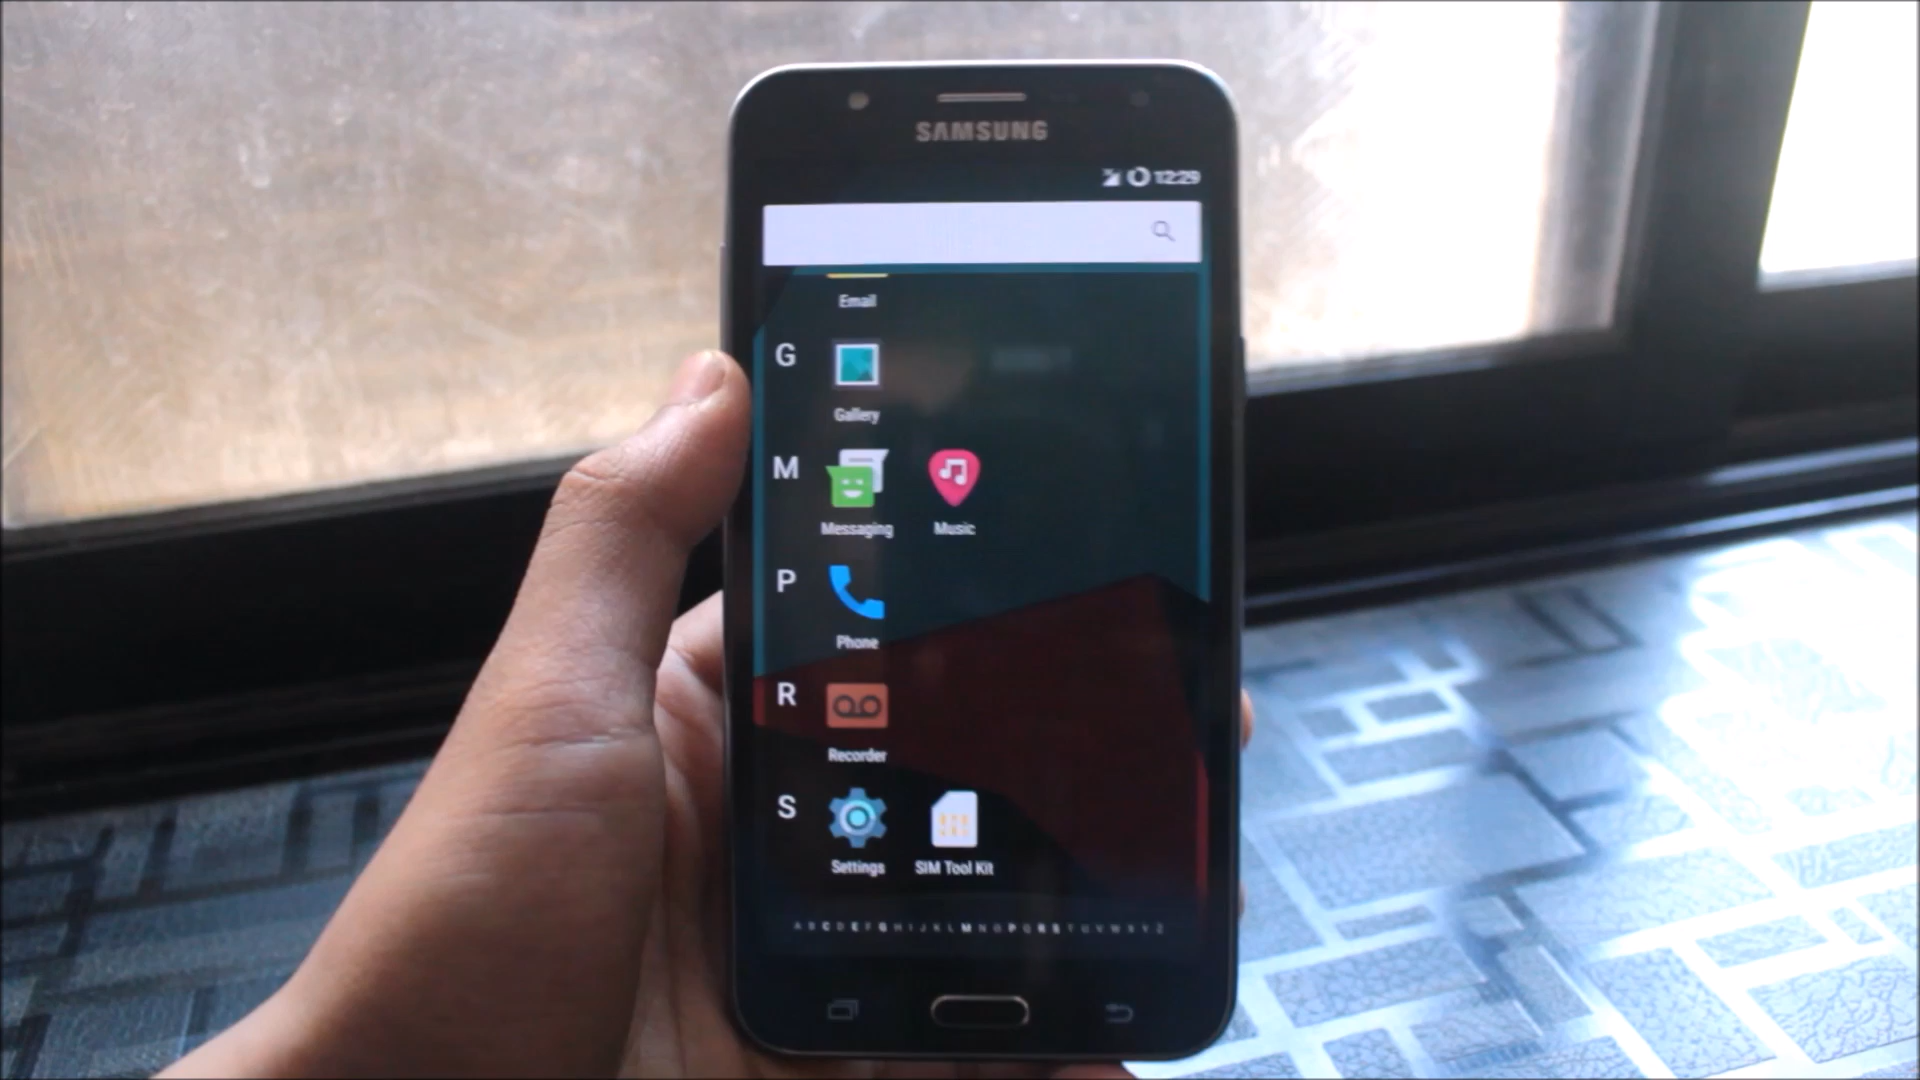 SAMSUNG
12:29
Email
G
Gallery
M
Messaging Music
P
Phone
R
Recorder
S
Settings SIM Tool Kit
A B C D E F G H I J K L M N O P Q R S T U V W X Y Z